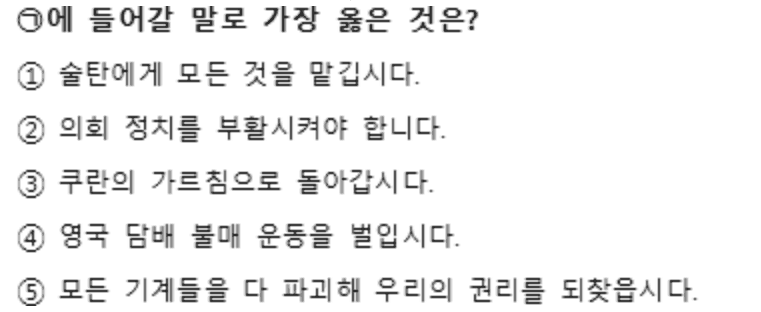 ㉠에 들어갈 말로 가장 옳은 것은?
① 술탄에게 모든 것을 맡깁시다.
② 의회 정치를 부활시켜야 합니다.
③ 쿠란의 가르침으로 돌아갑시다.
④ 영국 담배 불매 운동을 벌입시다.
⑤ 모든 기계들을 다 파괴해 우리의 권리를 되찾읍시다.